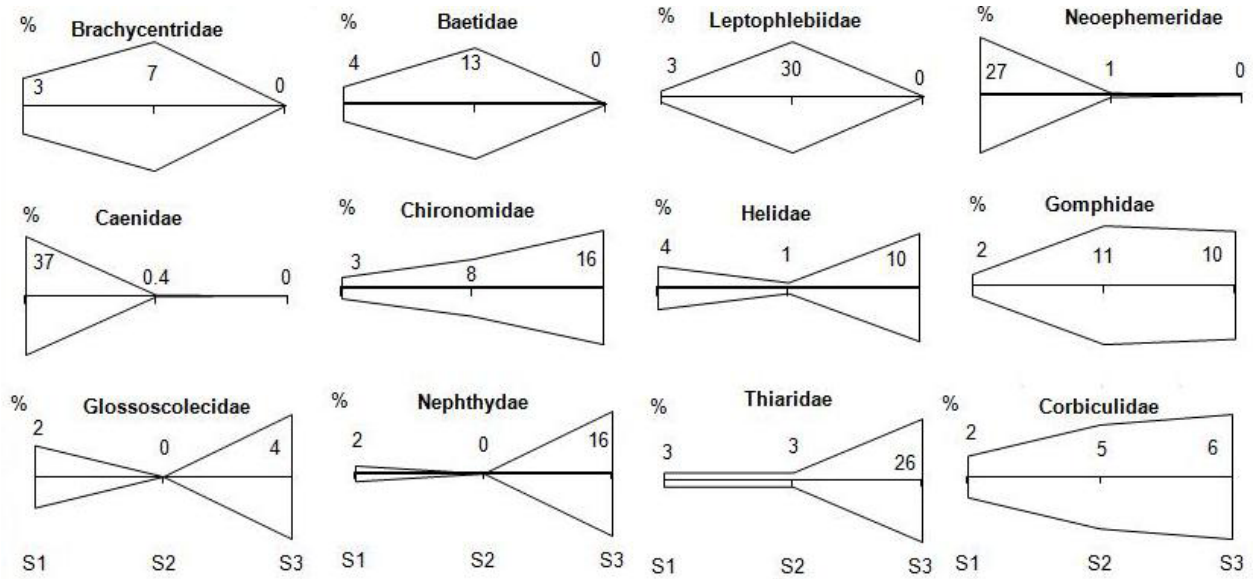 % Brachycentridae
3 7 0
% Baetidae
4 13 0
% Leptophlebiidae
3 30 0
% Neoephemeridae
27 1 0
% Caenidae
37 0.4 0
% Chironomidae
3 8 16
% Helidae
4 1 10
% Gomphidae
2 11 10
% Glossoscolecidae
2 0 4
% Nephthydae
2 0 16
% Thiaridae
3 3 26
% Corbiculidae
2 5 6
S1 S2 S3
S1 S2 S3
S1 S2 S3
S1 S2 S3